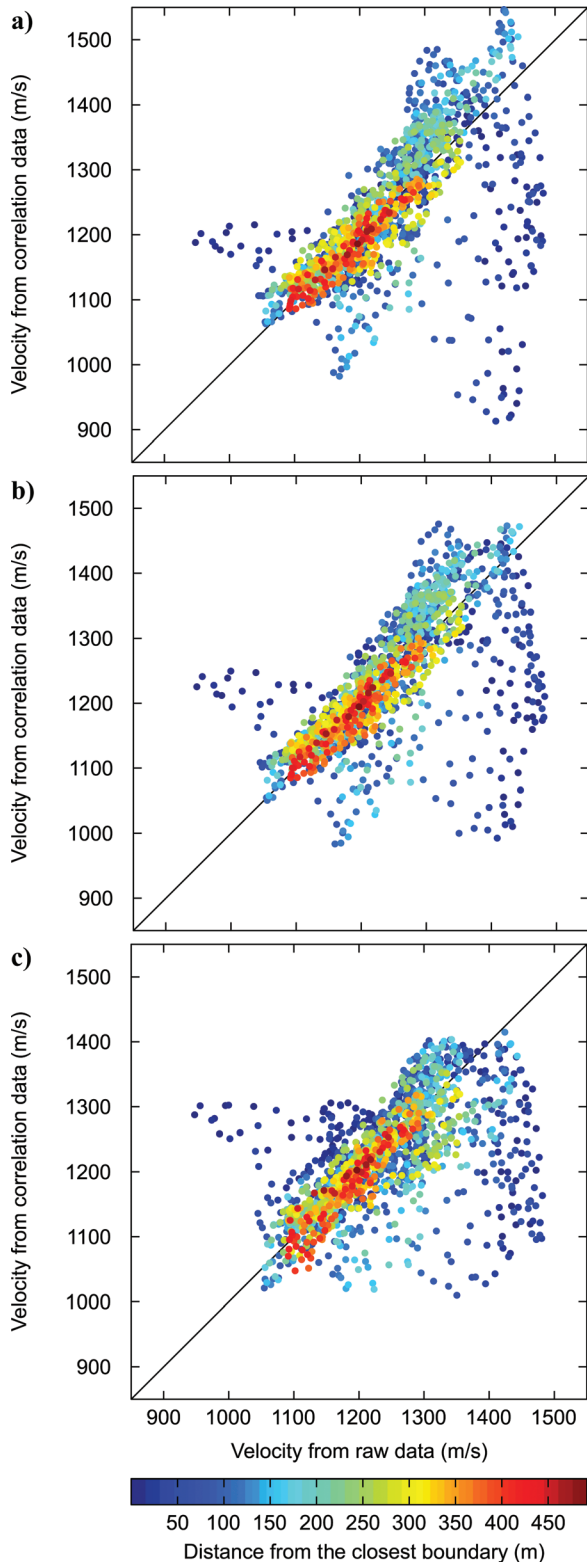 a)
1500
1400
1300
1200
1100
1000
900
Velocity from correlation data (m/s)
b)
1500
1400
1300
1200
1100
1000
900
Velocity from correlation data (m/s)
c)
1500
1400
1300
1200
1100
1000
900
Velocity from correlation data (m/s)
900 1000 1100 1200 1300 1400 1500
Velocity from raw data (m/s)
50 100 150 200 250 300 350 400 450
Distance from the closest boundary (m)